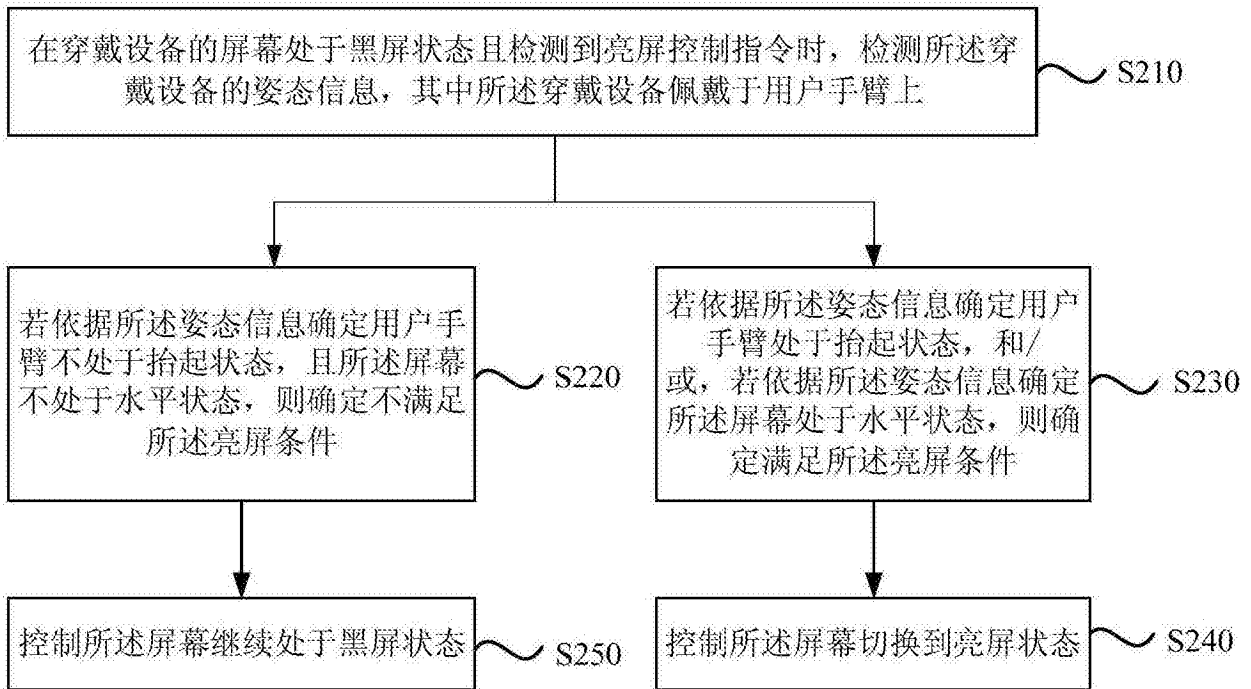 在穿戴设备的屏幕处于黑屏状态且检测到亮屏控制指令时，检测所述穿
戴设备的姿态信息，其中所述穿戴设备佩戴于用户手臂上
S210
若依据所述姿态信息确定用户手
臂不处于抬起状态，且所述屏幕
不处于水平状态，则确定不满足
所述亮屏条件
S220
若依据所述姿态信息确定用户
手臂处于抬起状态，和/
或，若依据所述姿态信息确定
所述屏幕处于水平状态，则确
定满足所述亮屏条件
S230
控制所述屏幕继续处于黑屏状态
S250
控制所述屏幕切换到亮屏状态
S240